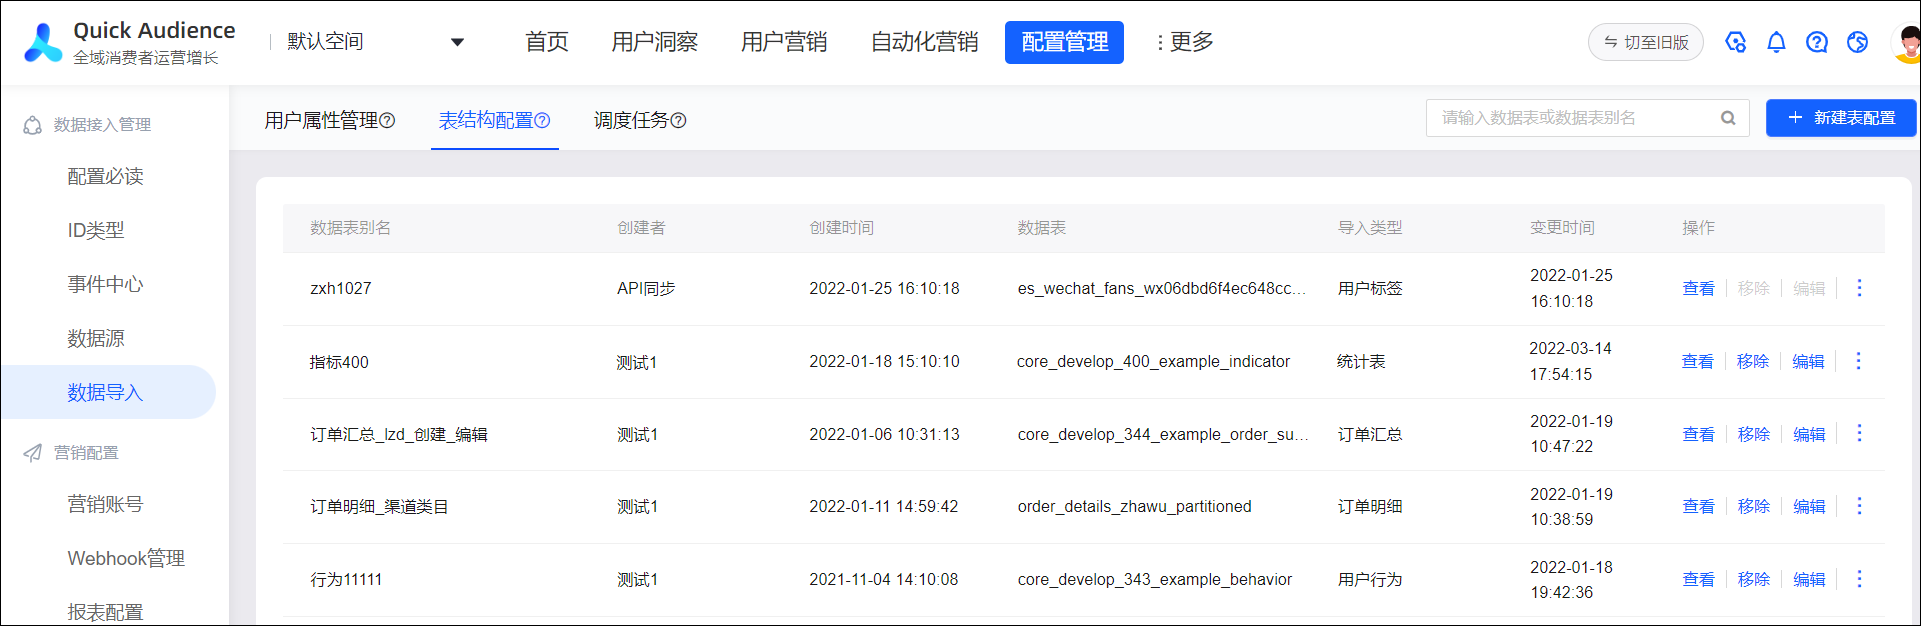 Quick Audience
全域消费者运营增长
默认空间
首页 用户洞察 用户营销 自动化营销 配置管理 更多
切至旧版
数据接入管理
配置必读
ID类型
事件中心
数据源
数据导入
营销配置
营销账号
Webhook管理
报表配置
用户属性管理 表结构配置 调度任务
请输入数据表或数据表别名
+ 新建表配置
数据表别名 创建者 创建时间 数据表 导入类型 变更时间 操作
zxh1027 API同步 2022-01-25 16:10:18 es_wechat_fans_wx06dbd6f4ec648cc... 用户标签 2022-01-25 16:10:18 查看 移除 编辑
指标400 测试1 2022-01-18 15:10:10 core_develop_400_example_indicator 统计表 2022-03-14 17:54:15 查看 移除 编辑
订单汇总_lzd_创建_编辑 测试1 2022-01-06 10:31:13 core_develop_344_example_order_su... 订单汇总 2022-01-19 10:47:22 查看 移除 编辑
订单明细_渠道类目 测试1 2022-01-11 14:59:42 order_details_zhawu_partitioned 订单明细 2022-01-19 10:38:59 查看 移除 编辑
行为11111 测试1 2021-11-04 14:10:08 core_develop_343_example_behavior 用户行为 2022-01-18 19:42:36 查看 移除 编辑